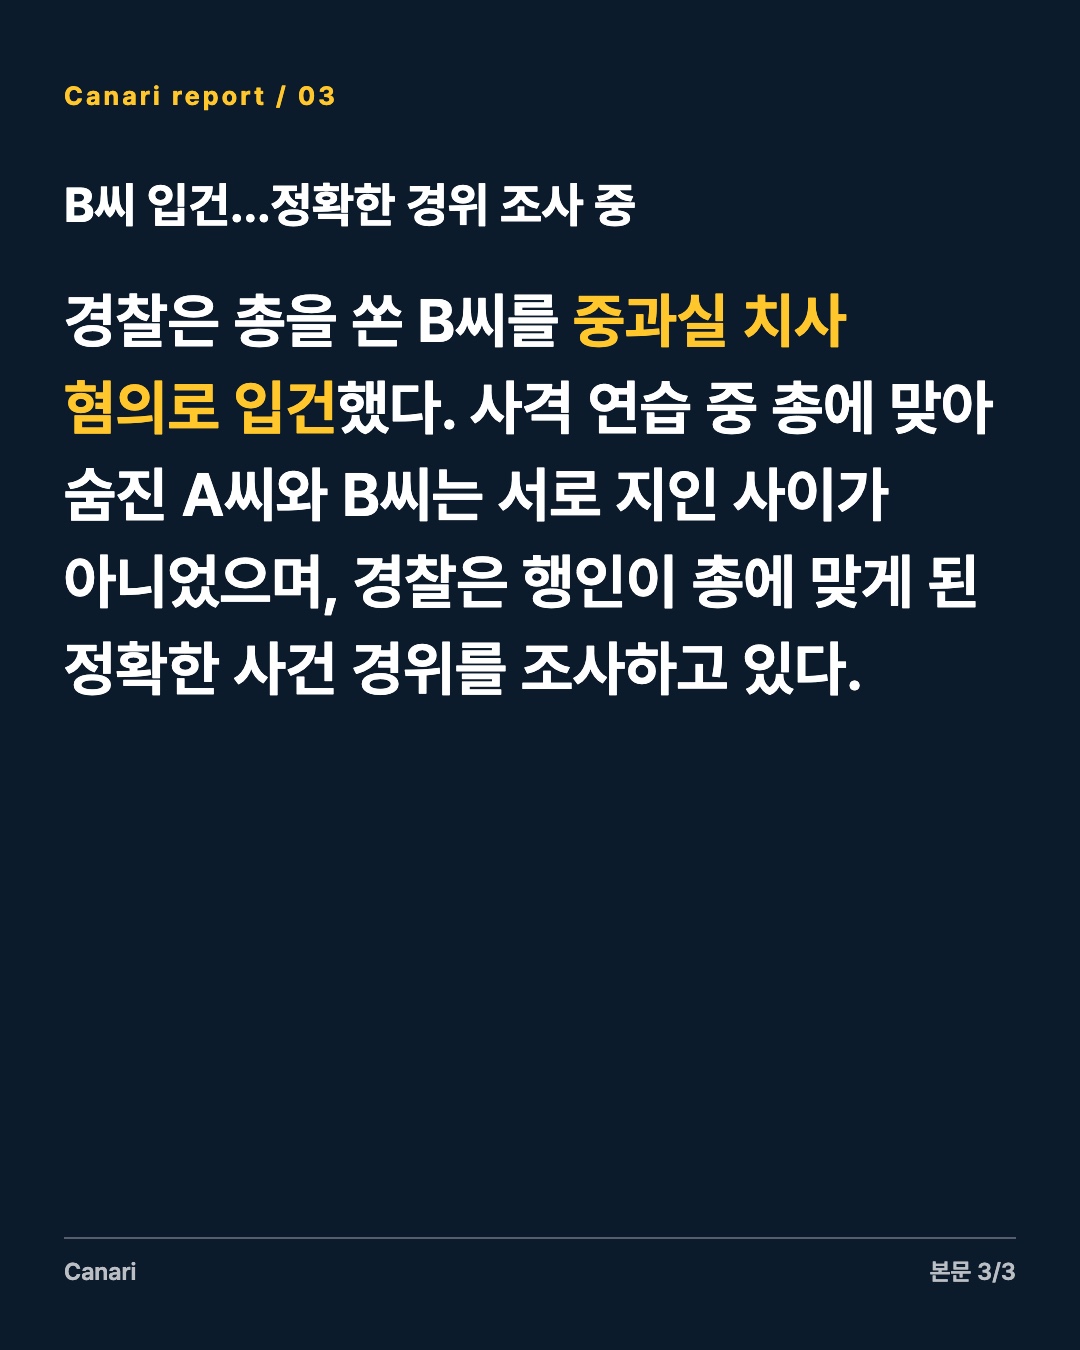 Canari report / 03
B씨 입건...정확한 경위 조사 중
경찰은 총을 쏜 B씨를 중과실 치사
혐의로 입건했다. 사격 연습 중 총에 맞아
숨진 A씨와 B씨는 서로 지인 사이가
아니었으며, 경찰은 행인이 총에 맞게 된
정확한 사건 경위를 조사하고 있다.
Canari
본문 3/3